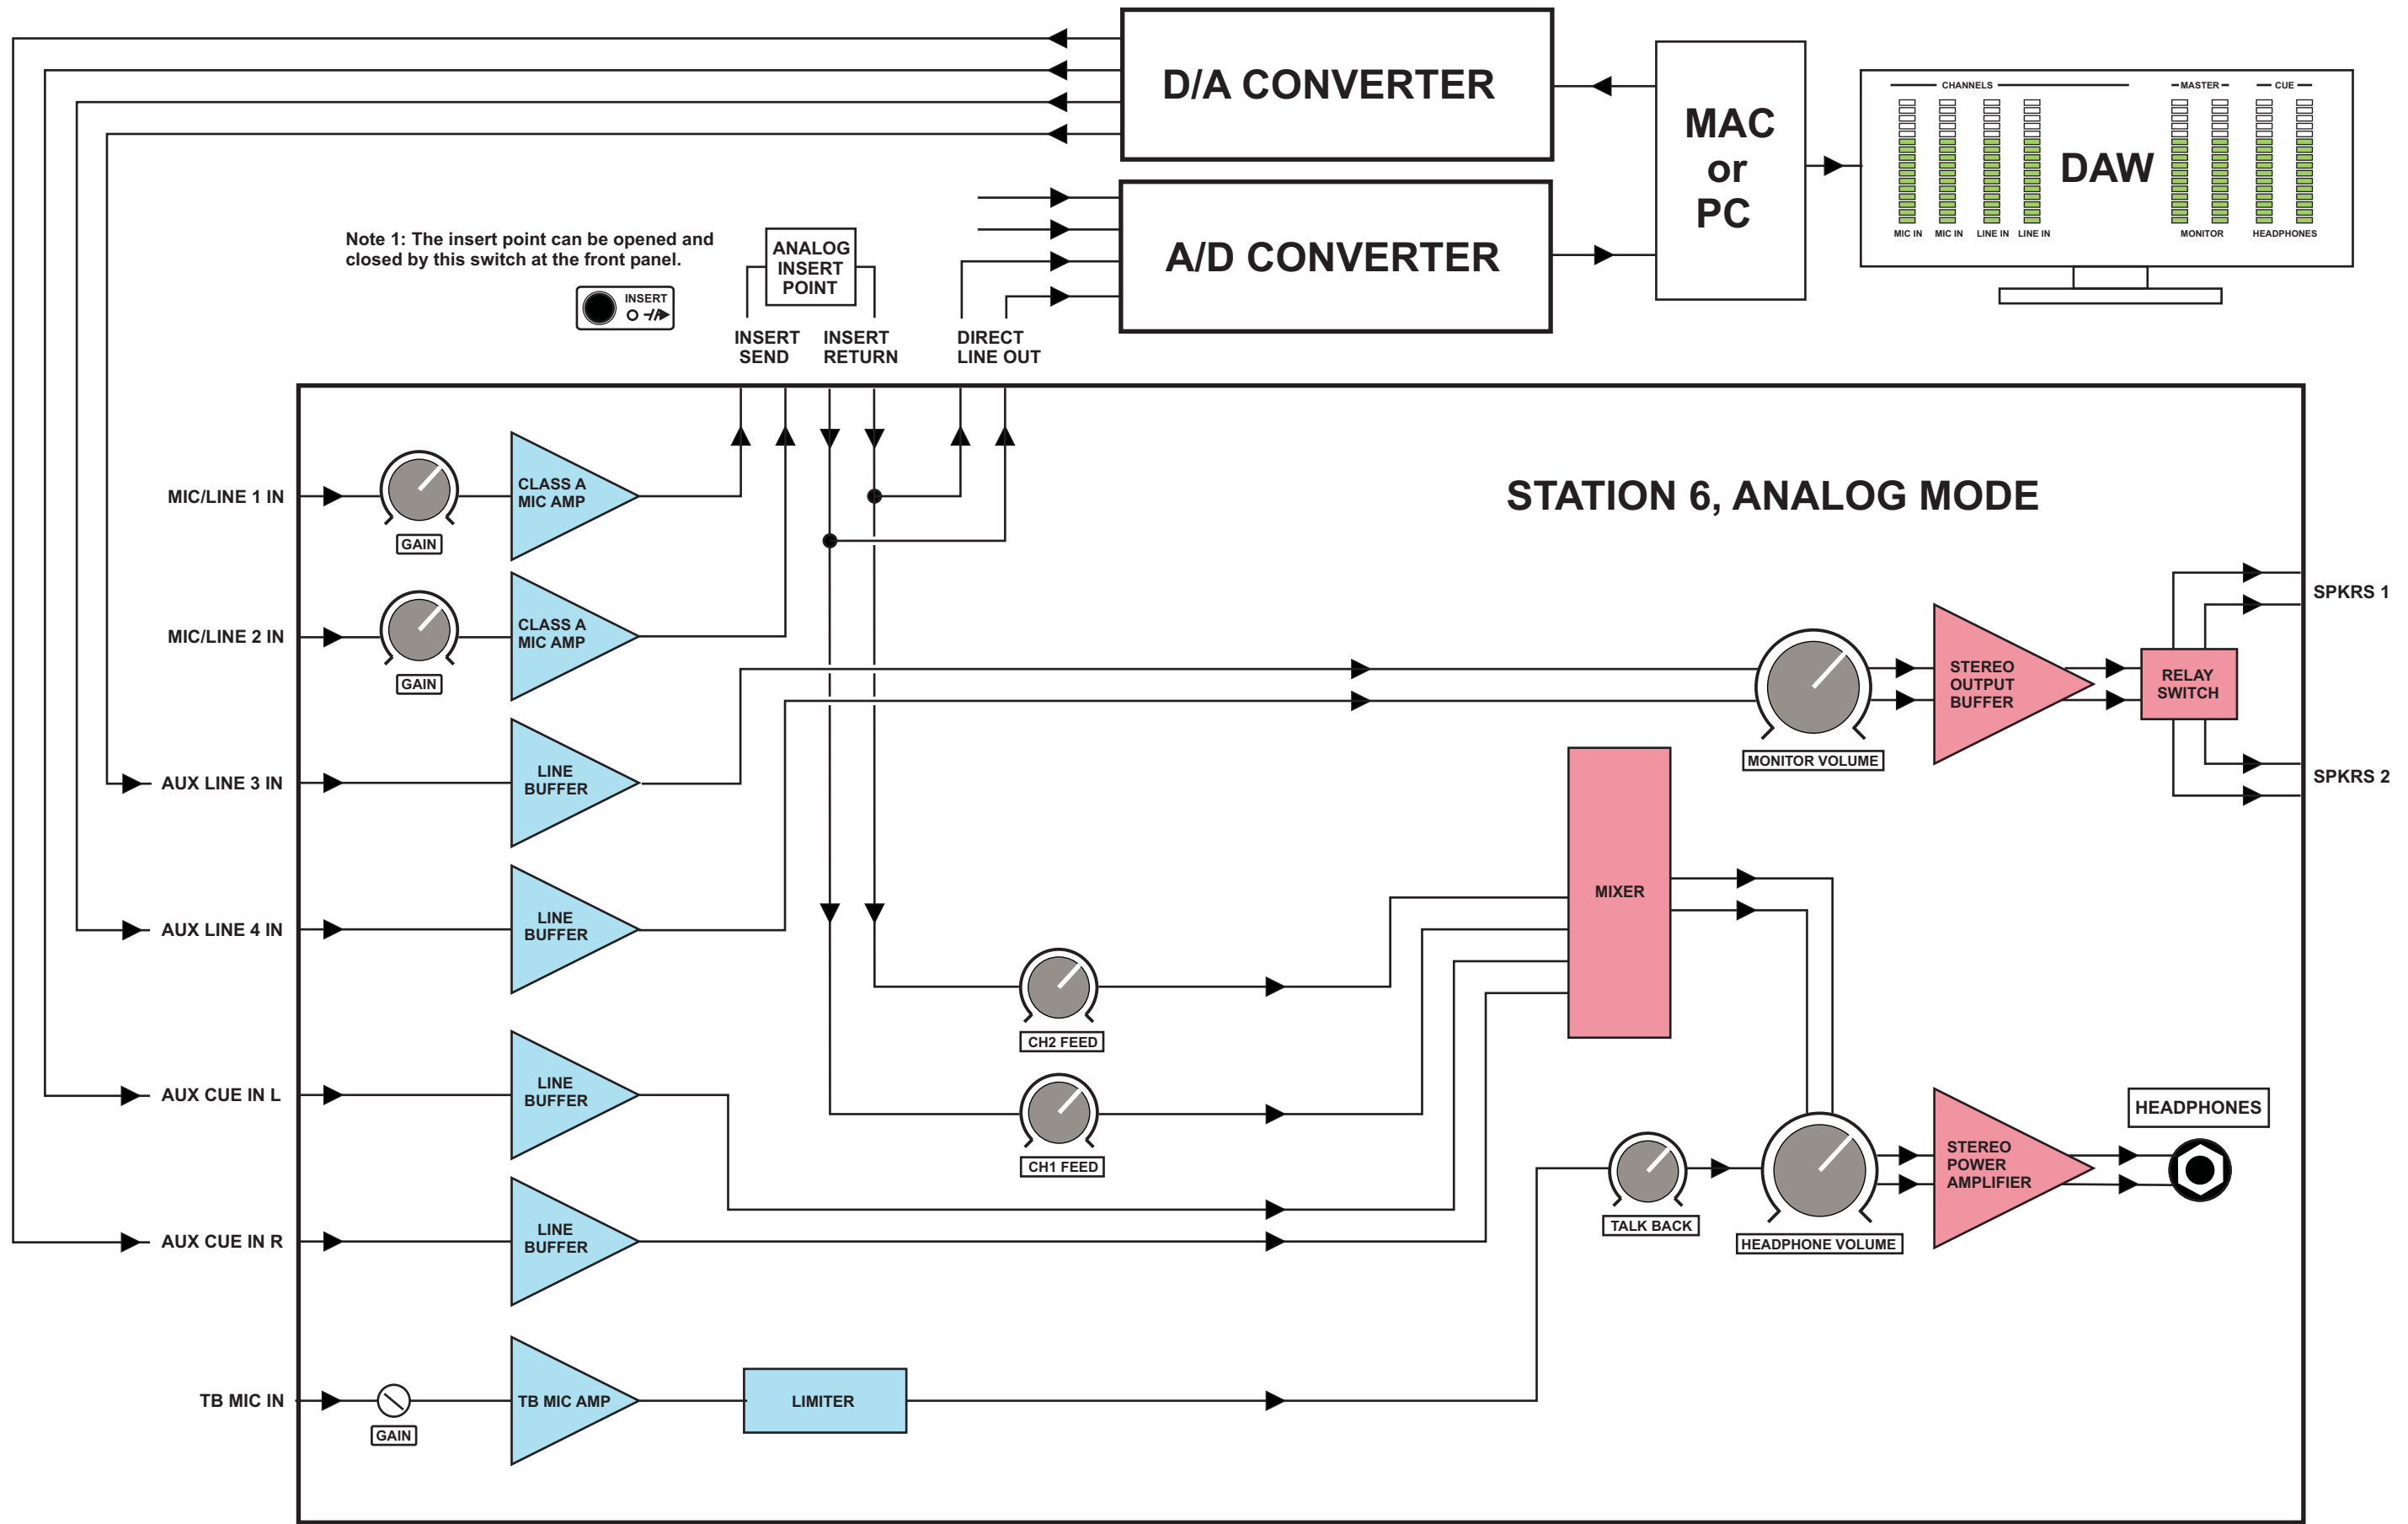 D/A CONVERTER
MAC
or
PC
CHANNELS
MASTER
CUE
DAW
MIC IN
MIC IN
LINE IN
LINE IN
MONITOR
HEADPHONES
A/D CONVERTER
Note 1: The insert point can be opened and
closed by this switch at the front panel.
INSERT
ANALOG
INSERT
POINT
INSERT
SEND
INSERT
RETURN
DIRECT
LINE OUT
STATION 6, ANALOG MODE
MIC/LINE 1 IN
GAIN
CLASS A
MIC AMP
MIC/LINE 2 IN
GAIN
CLASS A
MIC AMP
MONITOR VOLUME
STEREO
OUTPUT
BUFFER
RELAY
SWITCH
SPKRS 1
SPKRS 2
AUX LINE 3 IN
LINE
BUFFER
AUX LINE 4 IN
LINE
BUFFER
MIXER
CH2 FEED
CH1 FEED
AUX CUE IN L
LINE
BUFFER
AUX CUE IN R
LINE
BUFFER
TALK BACK
HEADPHONE VOLUME
STEREO
POWER
AMPLIFIER
HEADPHONES
TB MIC IN
GAIN
TB MIC AMP
LIMITER